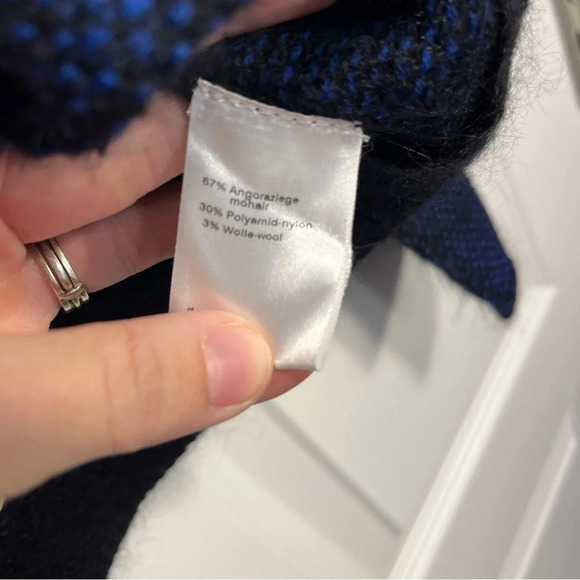 67% Angoraziege
mohair
30% Polyamid-nylon
3% Wolle-wool